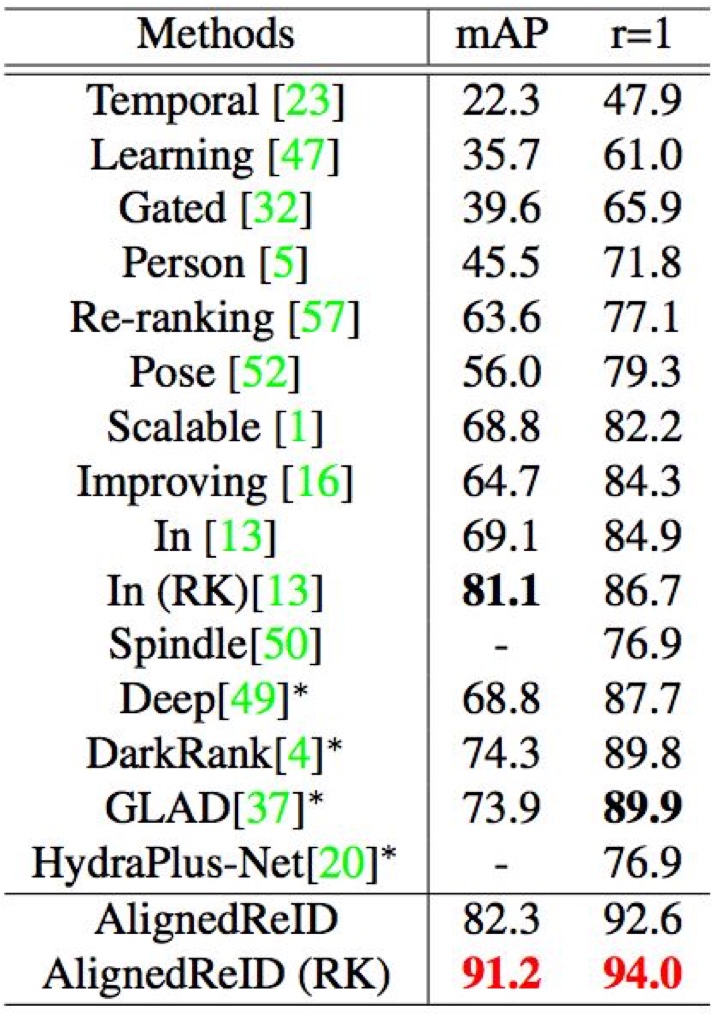 Methods mAP r=1
Temporal [23] 22.3 47.9
Learning [47] 35.7 61.0
Gated [32] 39.6 65.9
Person [5] 45.5 71.8
Re-ranking [57] 63.6 77.1
Pose [52] 56.0 79.3
Scalable [1] 68.8 82.2
Improving [16] 64.7 84.3
In [13] 69.1 84.9
In (RK)[13] 81.1 86.7
Spindle[50] - 76.9
Deep[49]* 68.8 87.7
DarkRank[4]* 74.3 89.8
GLAD[37]* 73.9 89.9
HydraPlus-Net[20]* - 76.9
AlignedReID 82.3 92.6
AlignedReID (RK) 91.2 94.0